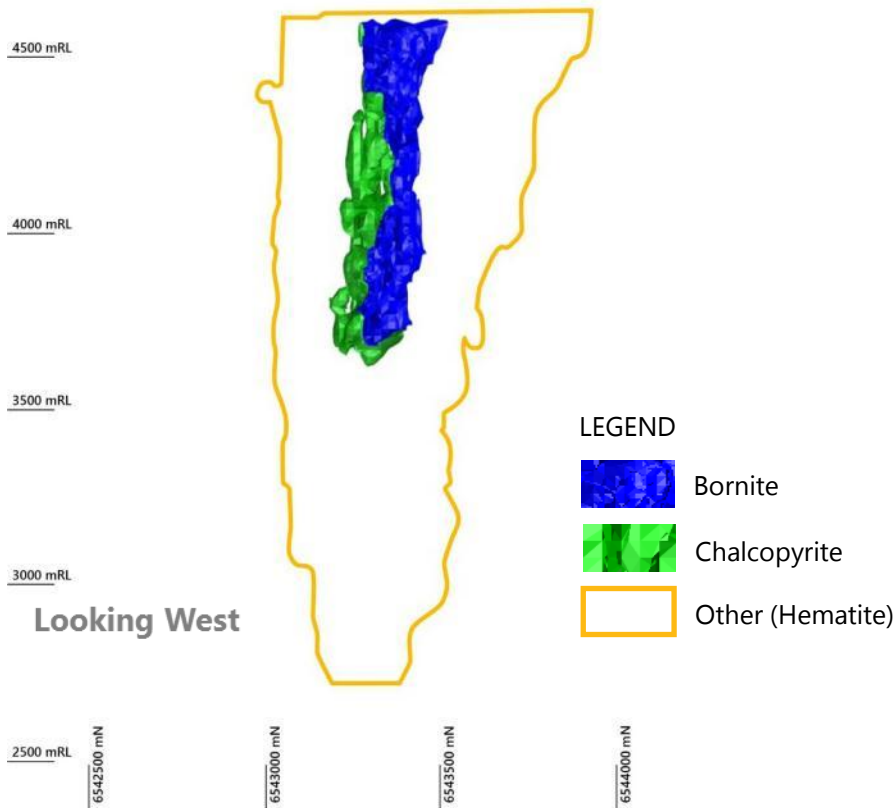 4500 mRL
4000 mRL
3500 mRL
LEGEND
Bornite
Chalcopyrite
3000 mRL
Other (Hematite)
Looking West
2500 mRL
6542500 mN
6543000 mN
6543500 mN
6544000 mN